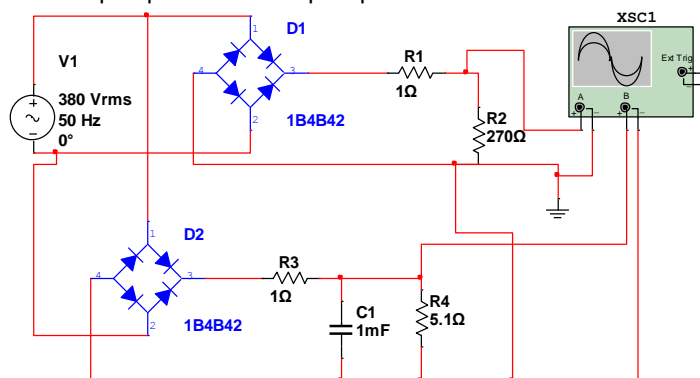 XSC1
D1
1
V1
R1
Ext Trig
+
4
3
A
B
1Ω
380 Vrms
50 Hz
0°
2
1B4B42
R2
270Ω
1
D2
4
3
R3
1Ω
C1
1mF
R4
5.1Ω
2
1B4B42